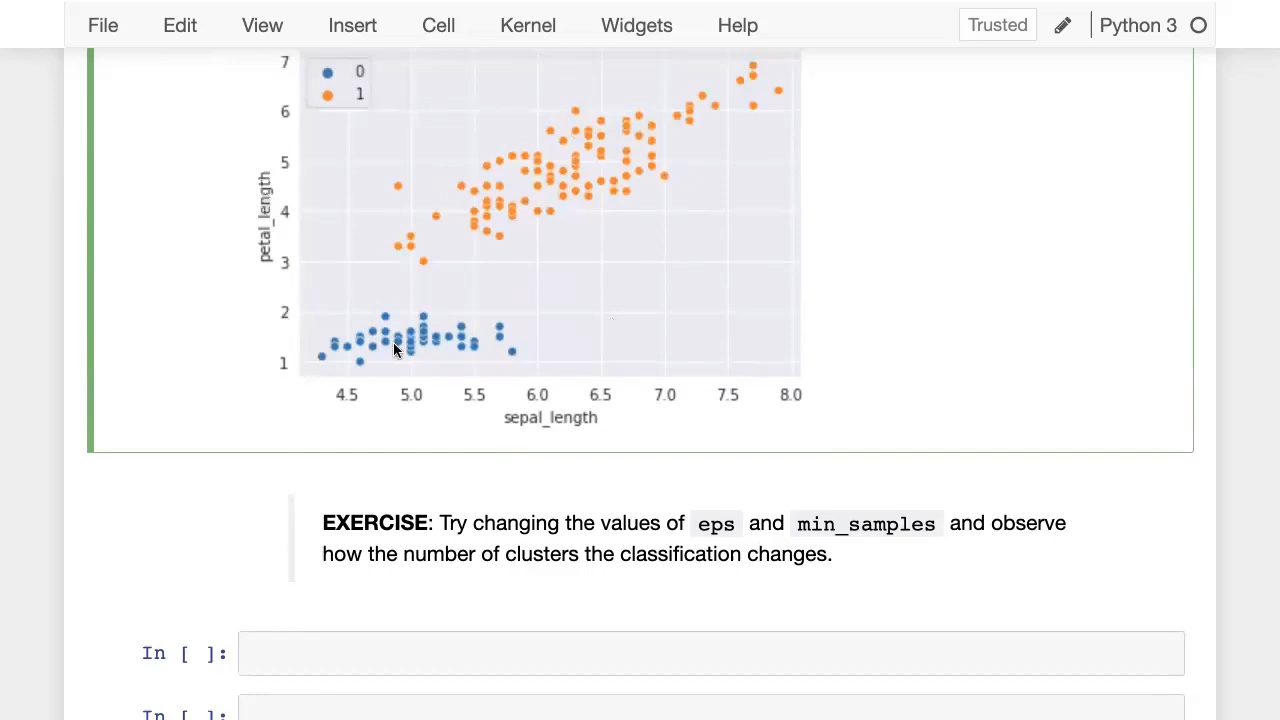 File Edit View Insert Cell Kernel Widgets Help Trusted Python 3
7
0
1
6
5
4
3
2
1
petal_length
4.5 5.0 5.5 6.0 6.5 7.0 7.5 8.0
sepal_length
EXERCISE: Try changing the values of eps and min_samples and observe
how the number of clusters the classification changes.
In [ ]:
In [ ]: